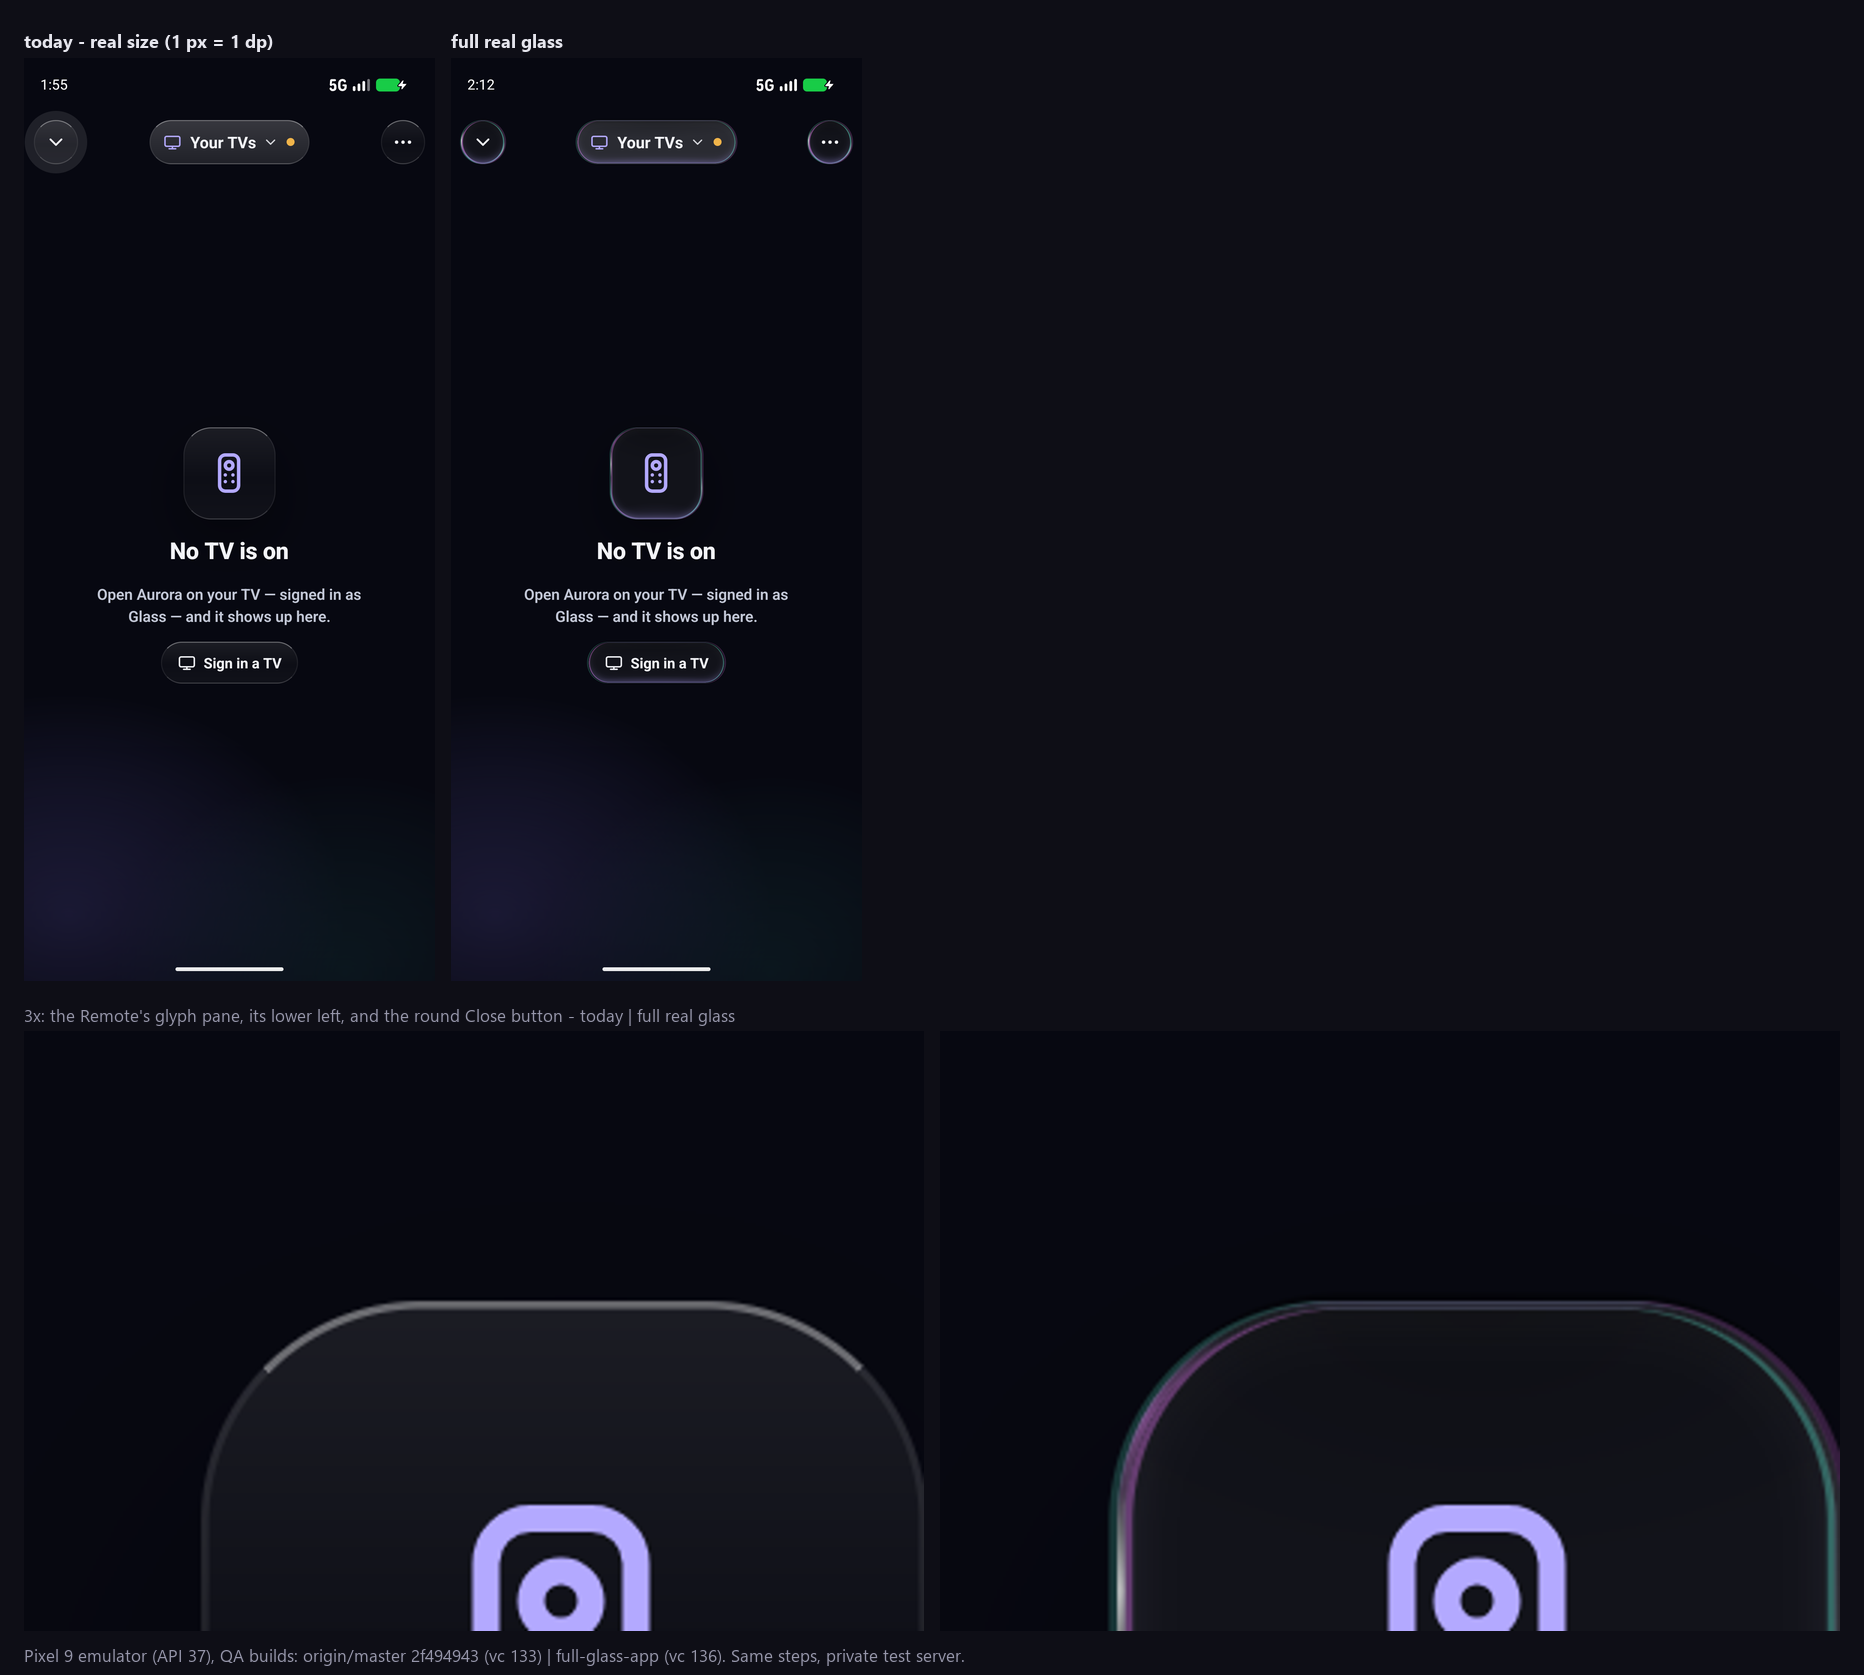 today - real size (1 px = 1 dp)
full real glass
1:55
5G
2:12
5G
Your TVs
Your TVs
No TV is on
Open Aurora on your TV — signed in as
Glass — and it shows up here.
Sign in a TV
No TV is on
Open Aurora on your TV — signed in as
Glass — and it shows up here.
Sign in a TV
3x: the Remote's glyph pane, its lower left, and the round Close button - today | full real glass
Pixel 9 emulator (API 37), QA builds: origin/master 2f494943 (vc 133) | full-glass-app (vc 136). Same steps, private test server.